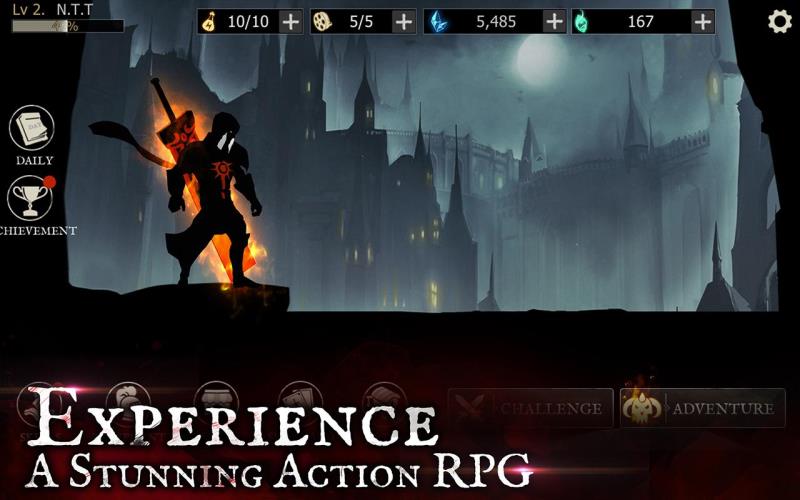 Lv 2. N.T.T
10/10
5/5
5,485
167
DAILY
CHIEVEMENT
CHALLENGE
ADVENTURE
EXPERIENCE
A STUNNING ACTION RPG